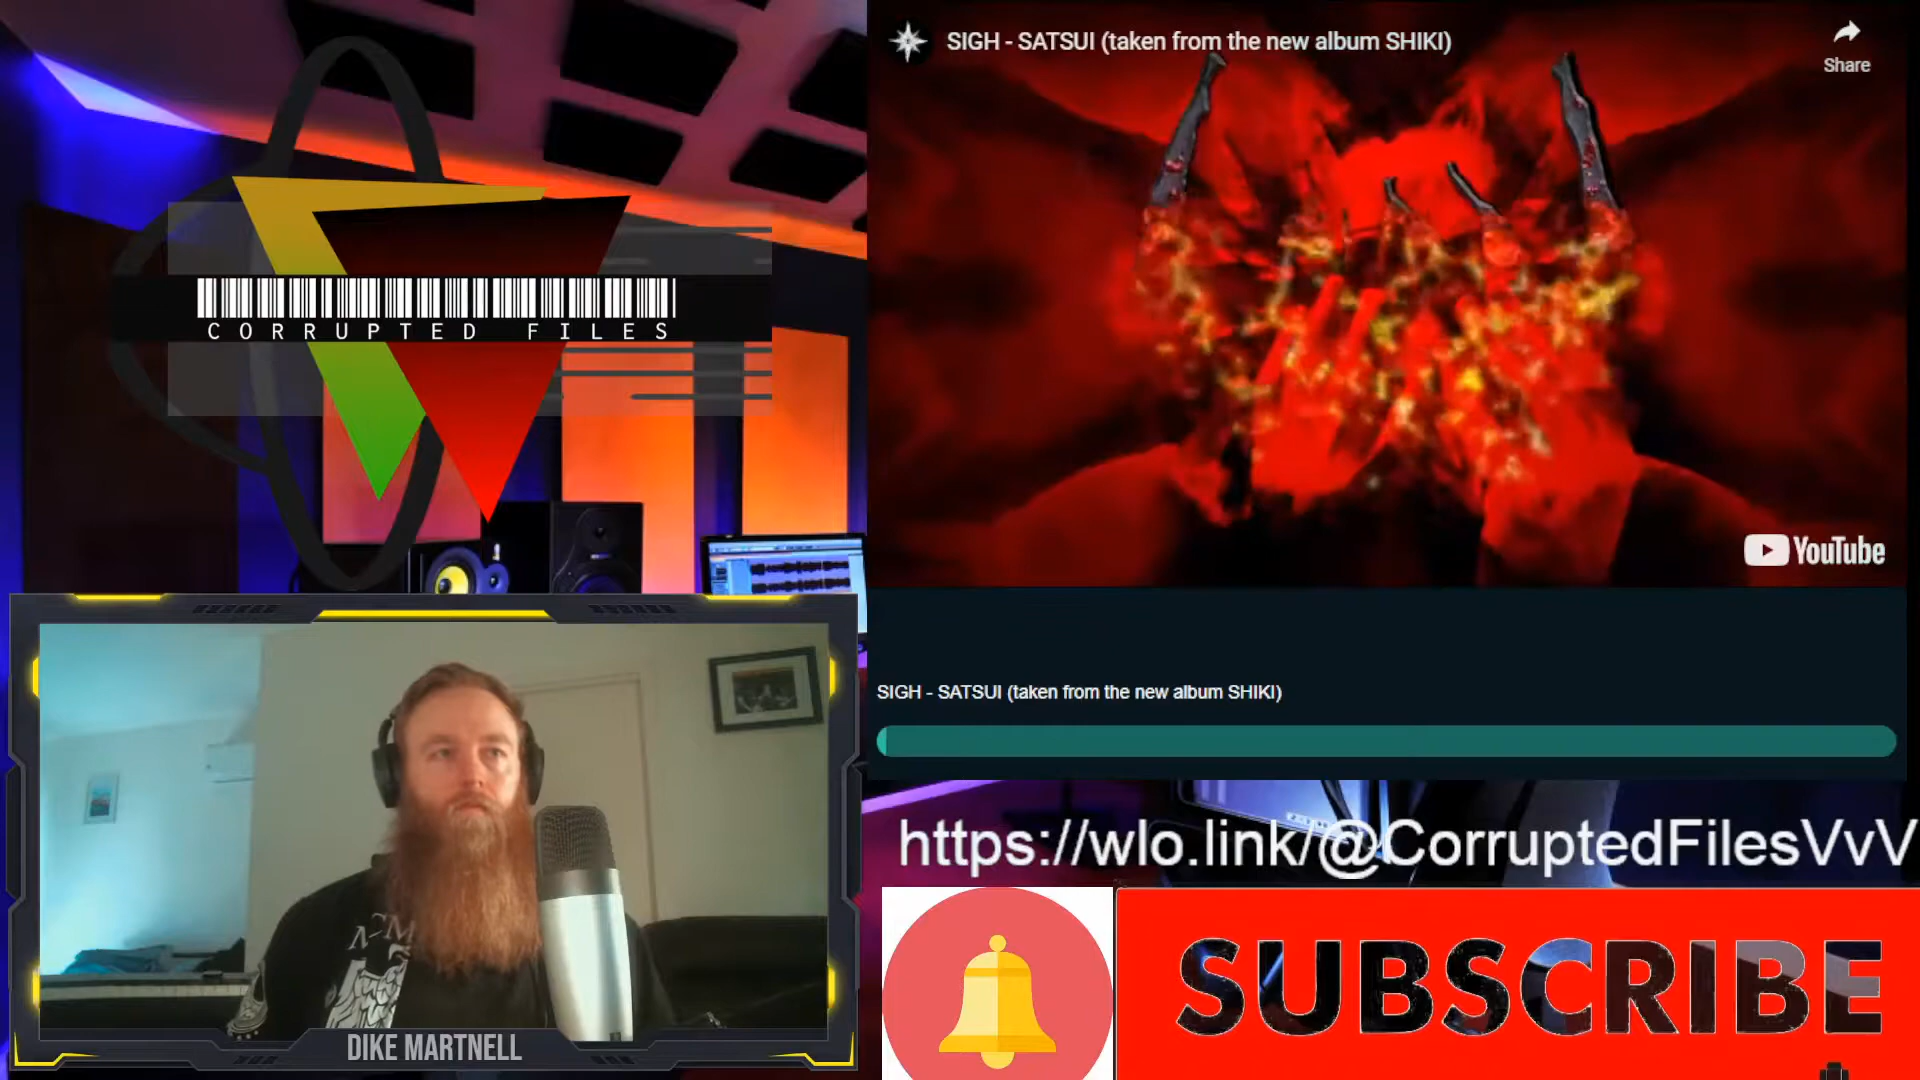 SIGH - SATSUI (taken from the new album SHIKI)
Share
CORRUPTED FILES
YouTube
SIGH - SATSUI (taken from the new album SHIKI)
https://wlo.link/@CorruptedFilesVvV
SUBSCRIBE
DIKE MARTNELL